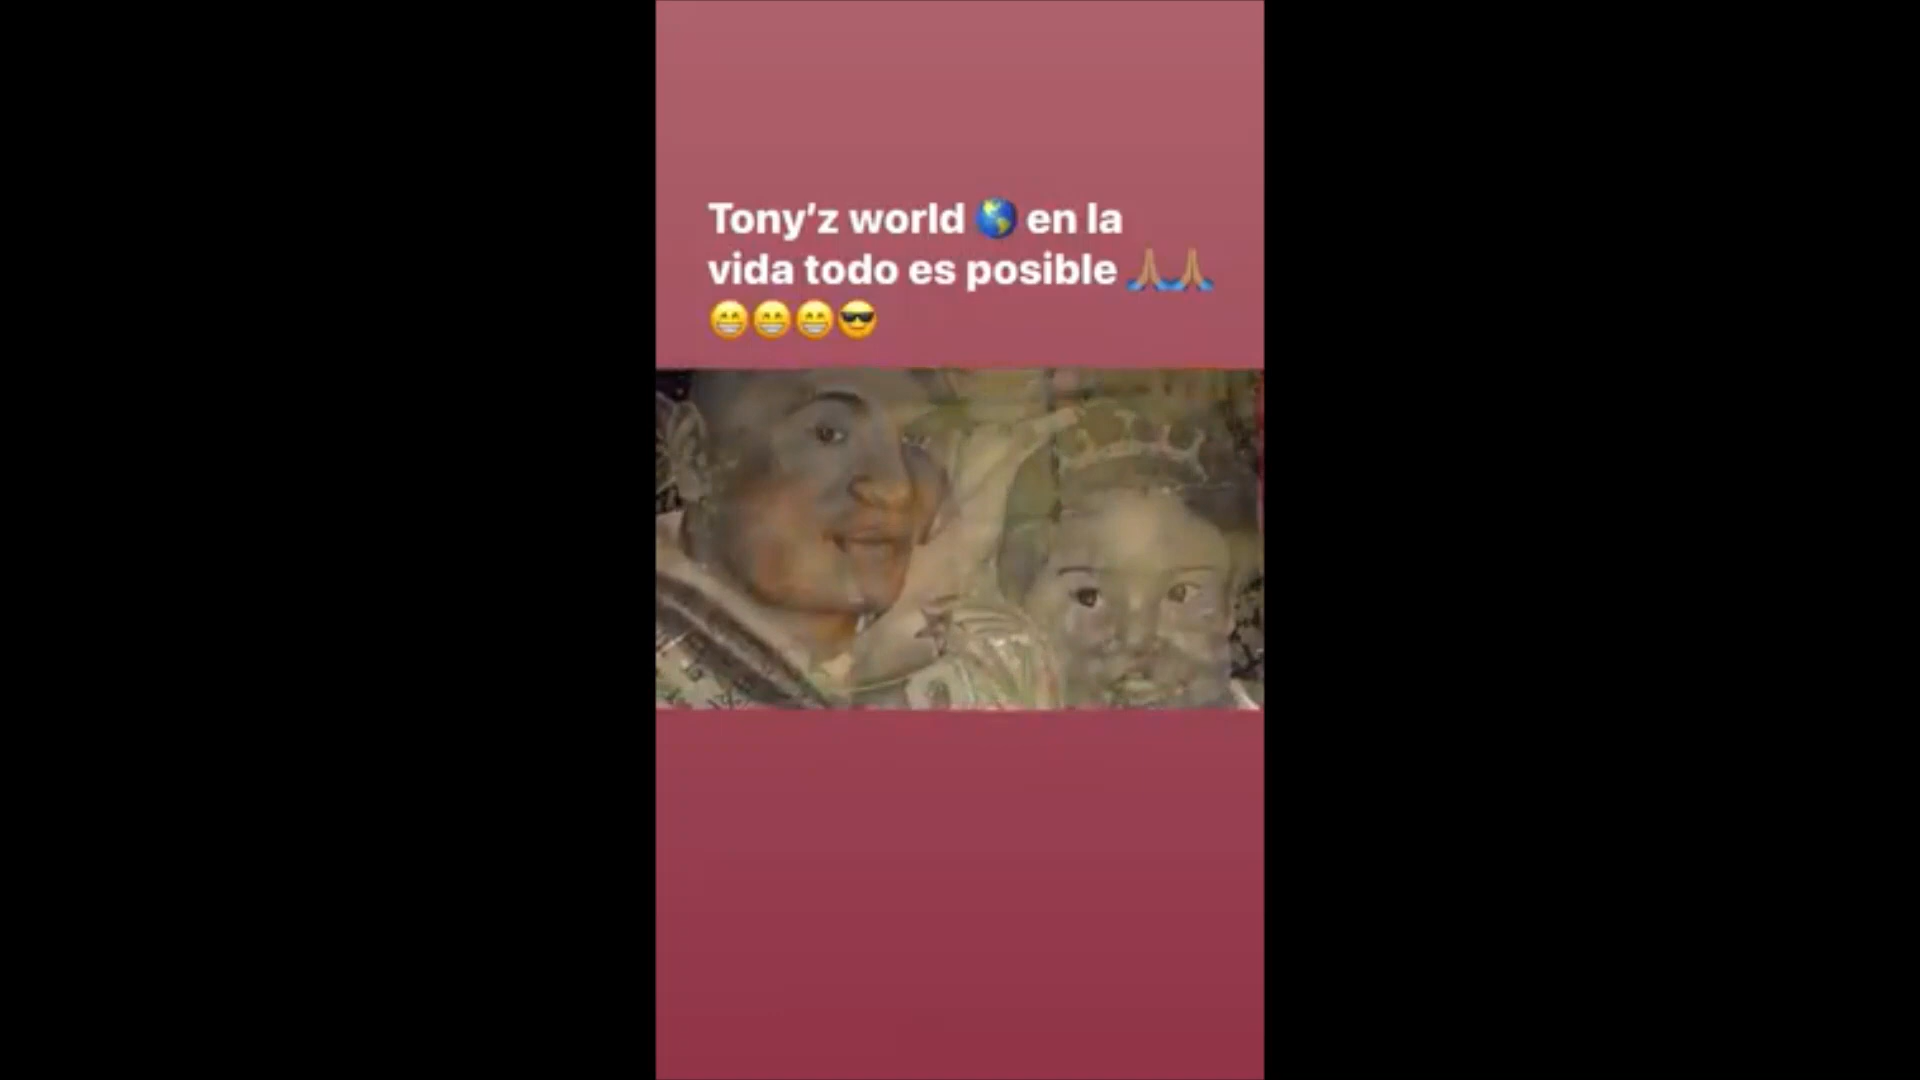 Tony’z world 🌎 en la
vida todo es posible 🙏🏽🙏🏽
😁😁😁😎